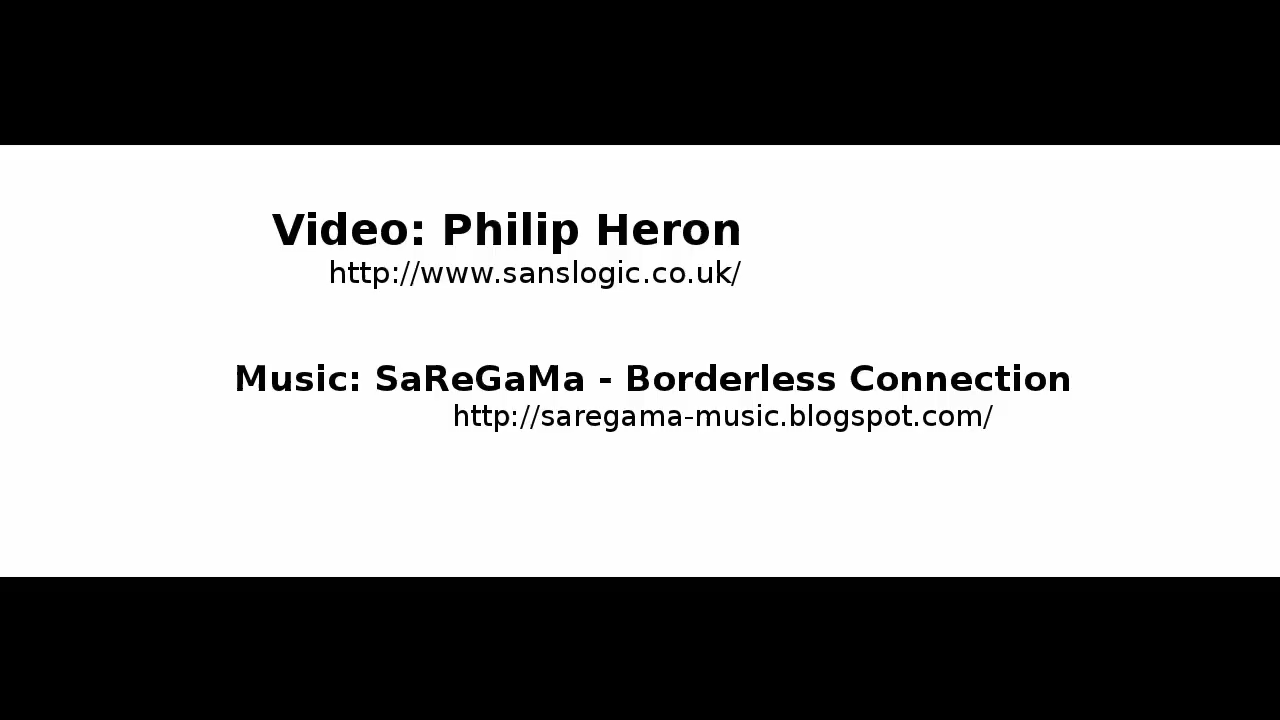 Video: Philip Heron
http://www.sanslogic.co.uk/
Music: SaReGaMa - Borderless Connection
http://saregama-music.blogspot.com/